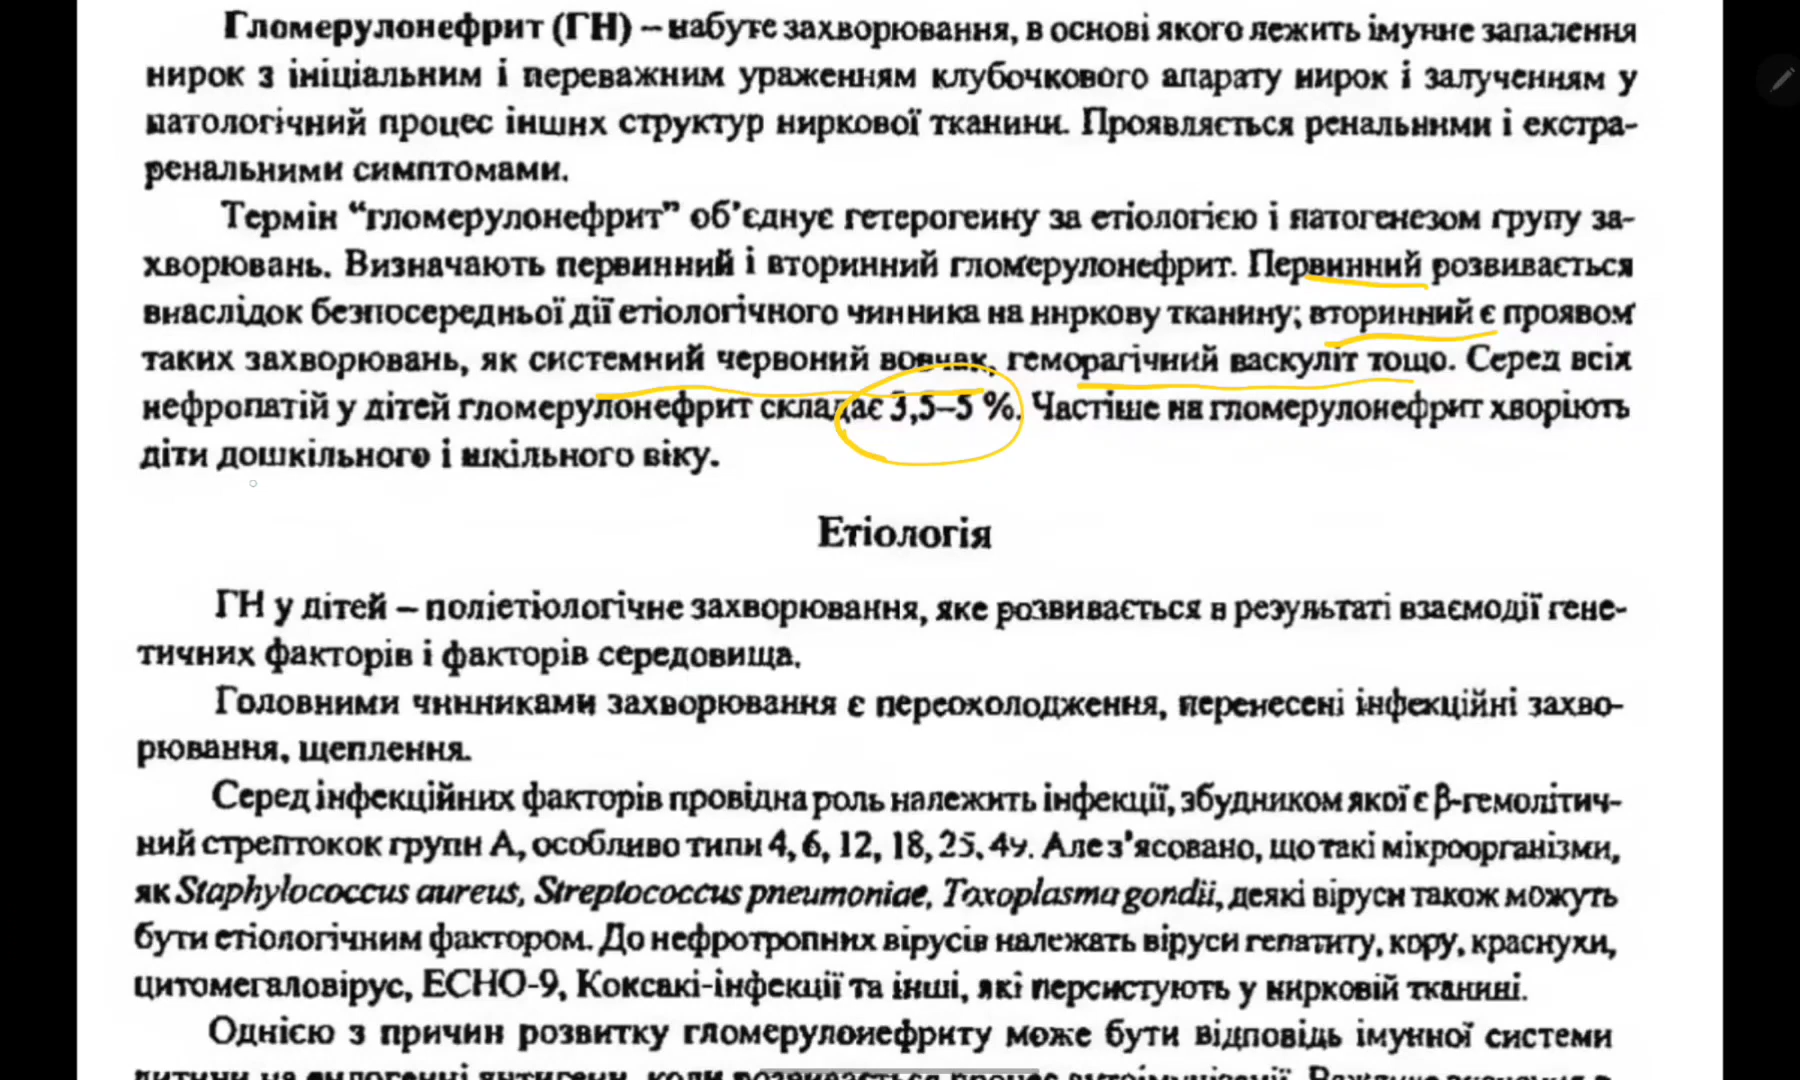 Гломерулонефрит (ГН) – набуте захворювання, в основі якого лежить імунне запалення
нирок з ініціальним і переважним ураженням клубочкового апарату нирок і залученням у
патологічний процес інших структур ниркової тканини. Проявляється ренальними і екстра-
ренальними симптомами.
Термін “гломерулонефрит” об’єднує гетерогенну за етіологією і патогенезом групу за-
хворювань. Визначають первинний і вторинний гломерулонефрит. Первинний розвивається
внаслідок безпосередньої дії етіологічного чинника на ниркову тканину; вторинний є проявом
таких захворювань, як системний червоний вовчак, геморагічний васкуліт тощо. Серед всіх
нефропатій у дітей гломерулонефрит складає 3,5–5 %. Частіше на гломерулонефрит хворіють
діти дошкільного і шкільного віку.
Етіологія
ГН у дітей – поліетіологічне захворювання, яке розвивається в результаті взаємодії гене-
тичних факторів і факторів середовища.
Головними чинниками захворювання є переохолодження, перенесені інфекційні захво-
рювання, щеплення.
Серед інфекційних факторів провідна роль належить інфекції, збудником якої є β-гемолітич-
ний стрептокок групи А, особливо типи 4, 6, 12, 18, 25, 49. Але з’ясовано, що такі мікроорганізми,
як Staphylococcus aureus, Streptococcus pneumoniae, Toxoplasma gondii, деякі віруси також можуть
бути етіологічним фактором. До нефротропних вірусів належать віруси гепатиту, кору, краснухи,
цитомегаловірус, ECHO-9, Коксакі-інфекції та інші, які персистують у нирковій тканині.
Однією з причин розвитку гломерулонефриту може бути відповідь імунної системи